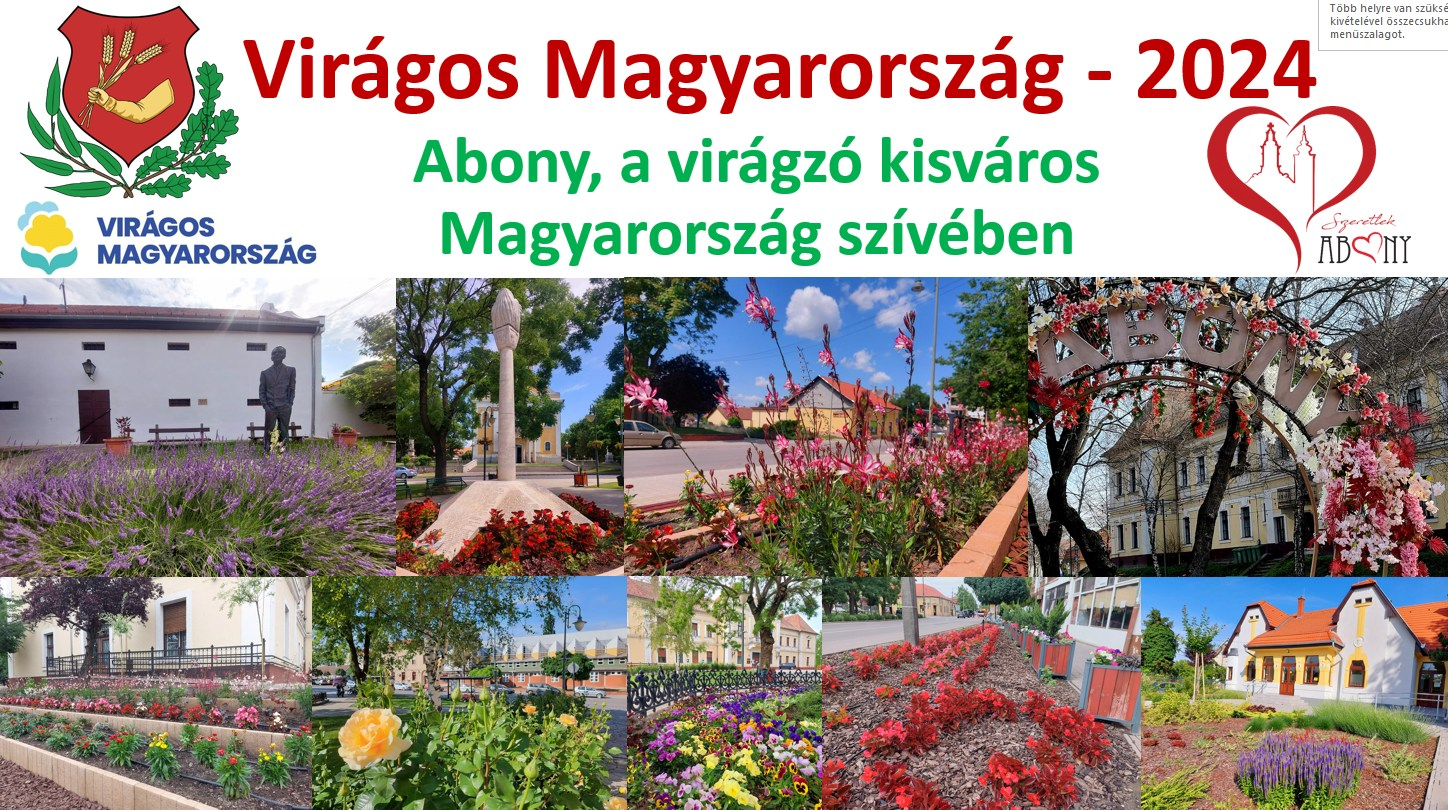 Több helyre van szüksé
kivételével összecsukha
menüszalagot.
Virágos Magyarország - 2024
Abony, a virágzó kisváros
Magyarország szívében
VIRÁGOS
MAGYARORSZÁG
Szeretlek
ABONY
ABONY